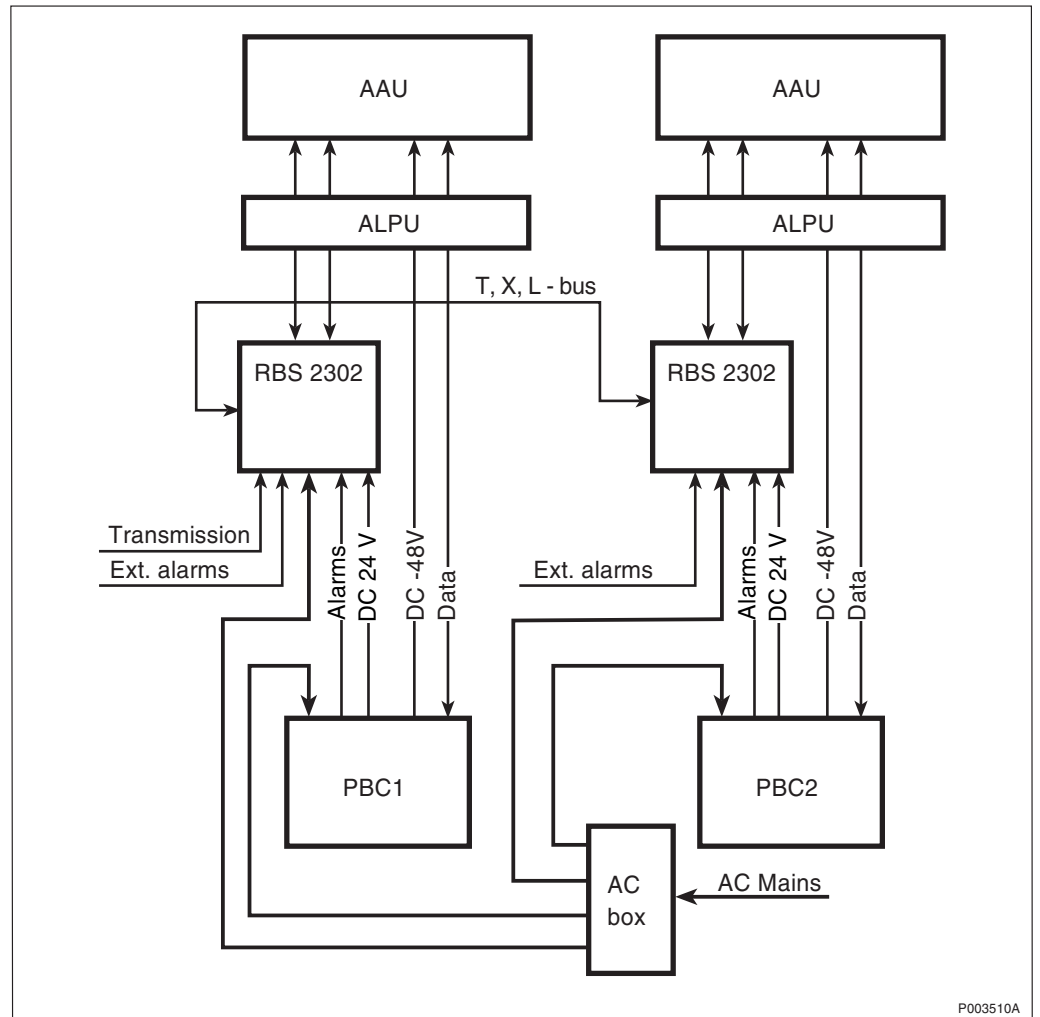 AAU
AAU
ALPU
ALPU
T, X, L - bus
RBS 2302
RBS 2302
Transmission
Ext. alarms
Alarms
DC 24 V
DC -48V
Data
Ext. alarms
Alarms
DC 24 V
DC -48V
Data
PBC1
PBC2
AC
box
AC Mains
P003510A